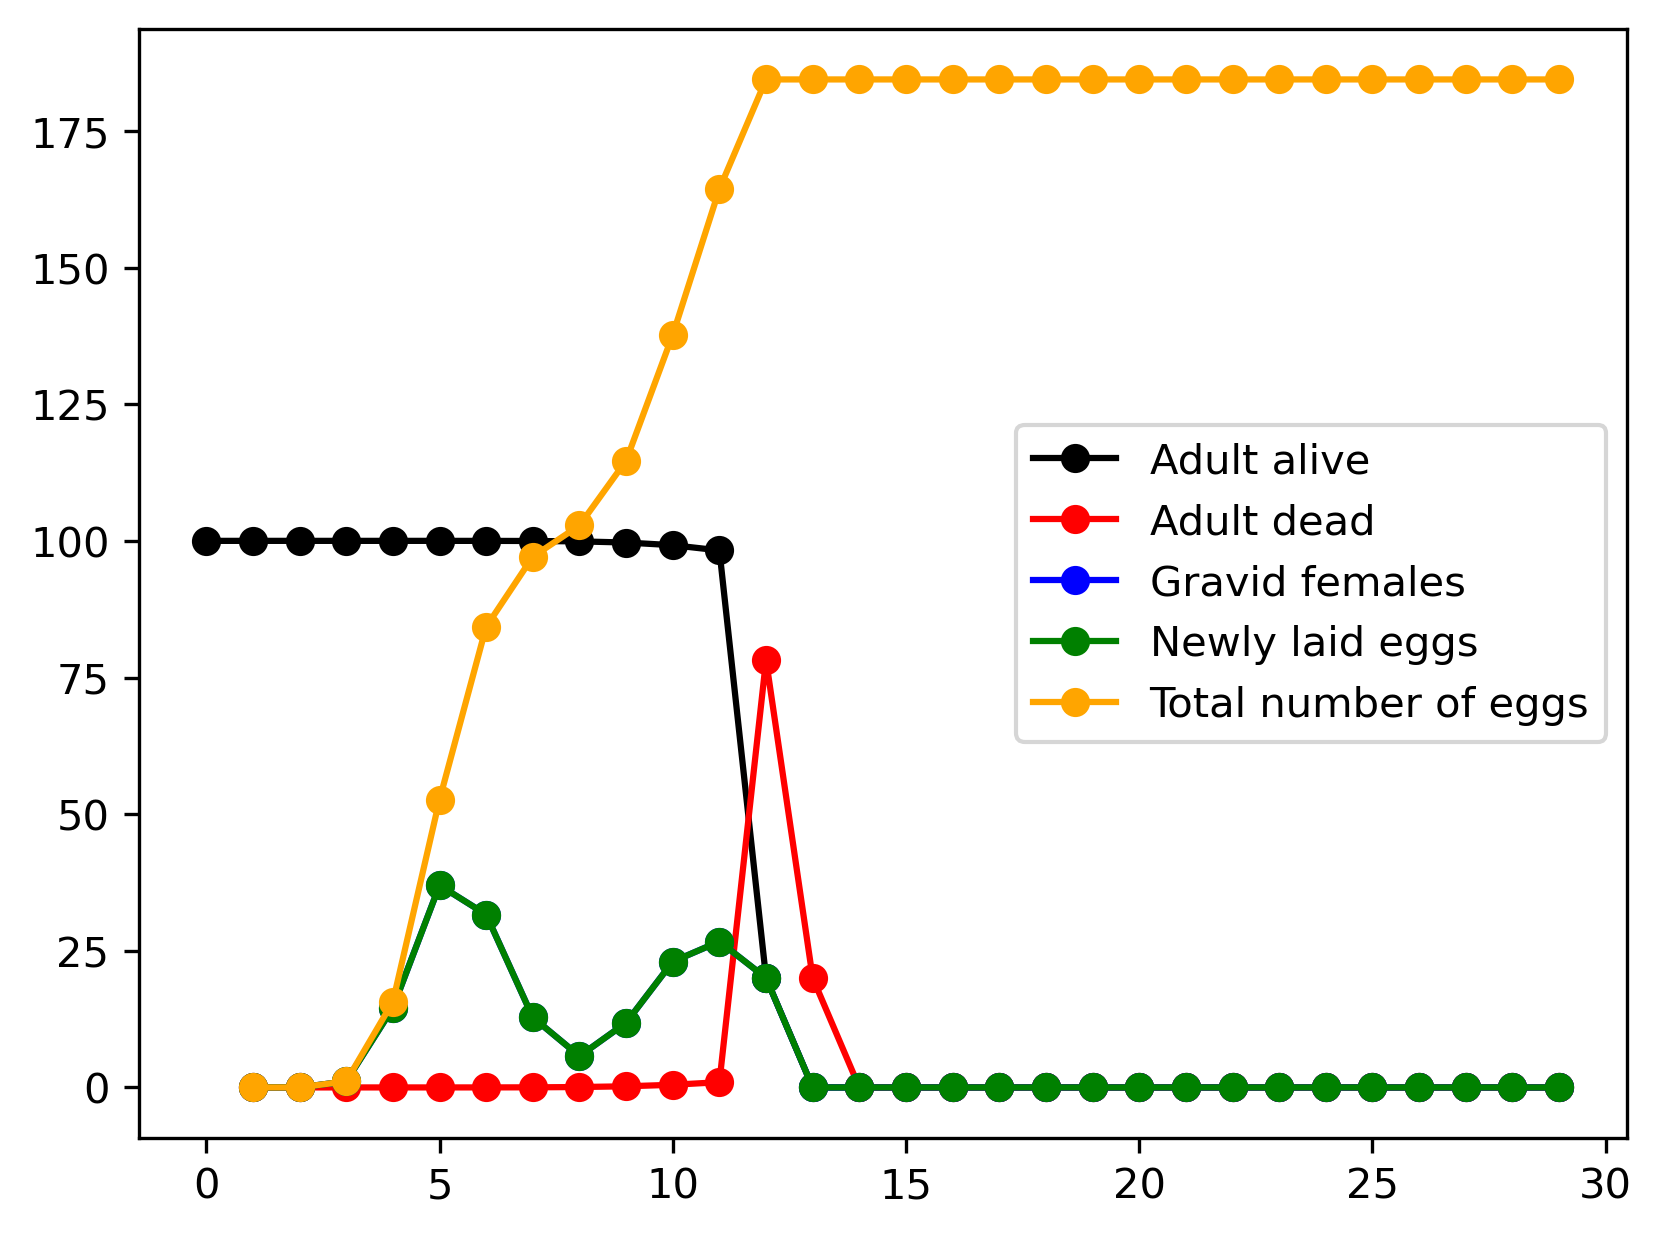 175
150
125
100
75
50
25
0
0 5 10 15 20 25 30
Adult alive
Adult dead
Gravid females
Newly laid eggs
Total number of eggs